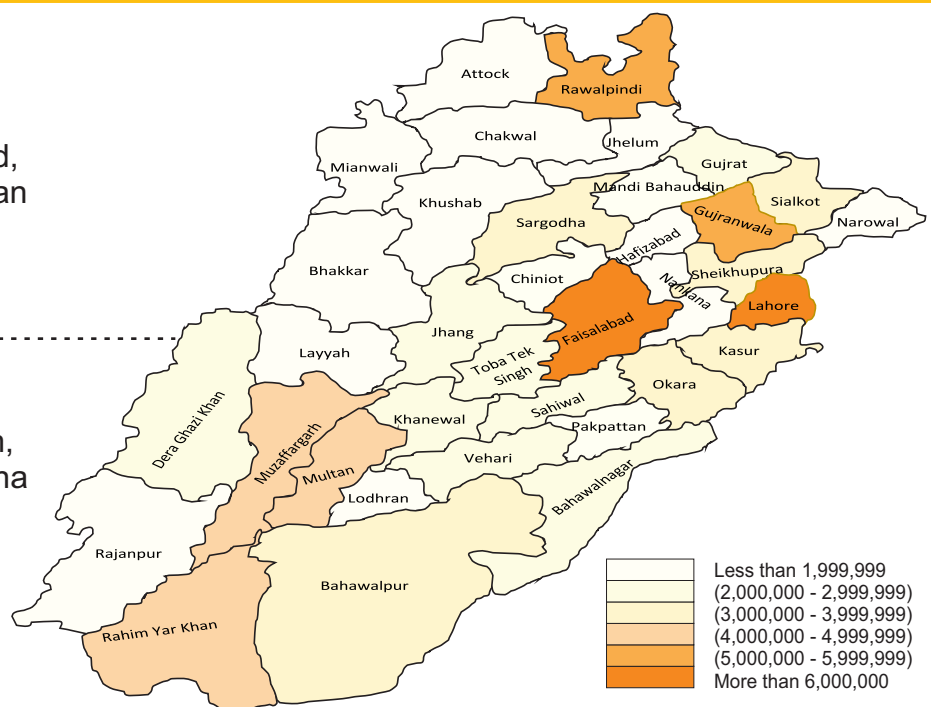 d,
an
n,
na
Attock
Rawalpindi
Chakwal
Jhelum
Mianwali
Gujrat
Khushab
Mandi Bahauddin
Sialkot
Sargodha
Gujranwala
Narowal
Hafizabad
Bhakkar
Chiniot
Sheikhupura
Nankana
Lahore
Faisalabad
Jhang
Layyah
Toba Tek
Singh
Kasur
Okara
Dera Ghazi Khan
Khanewal
Sahiwal
Pakpattan
Muzaffargarh
Multan
Vehari
Lodhran
Bahawalnagar
Rajanpur
Bahawalpur
Rahim Yar Khan
Less than 1,999,999
(2,000,000 - 2,999,999)
(3,000,000 - 3,999,999)
(4,000,000 - 4,999,999)
(5,000,000 - 5,999,999)
More than 6,000,000